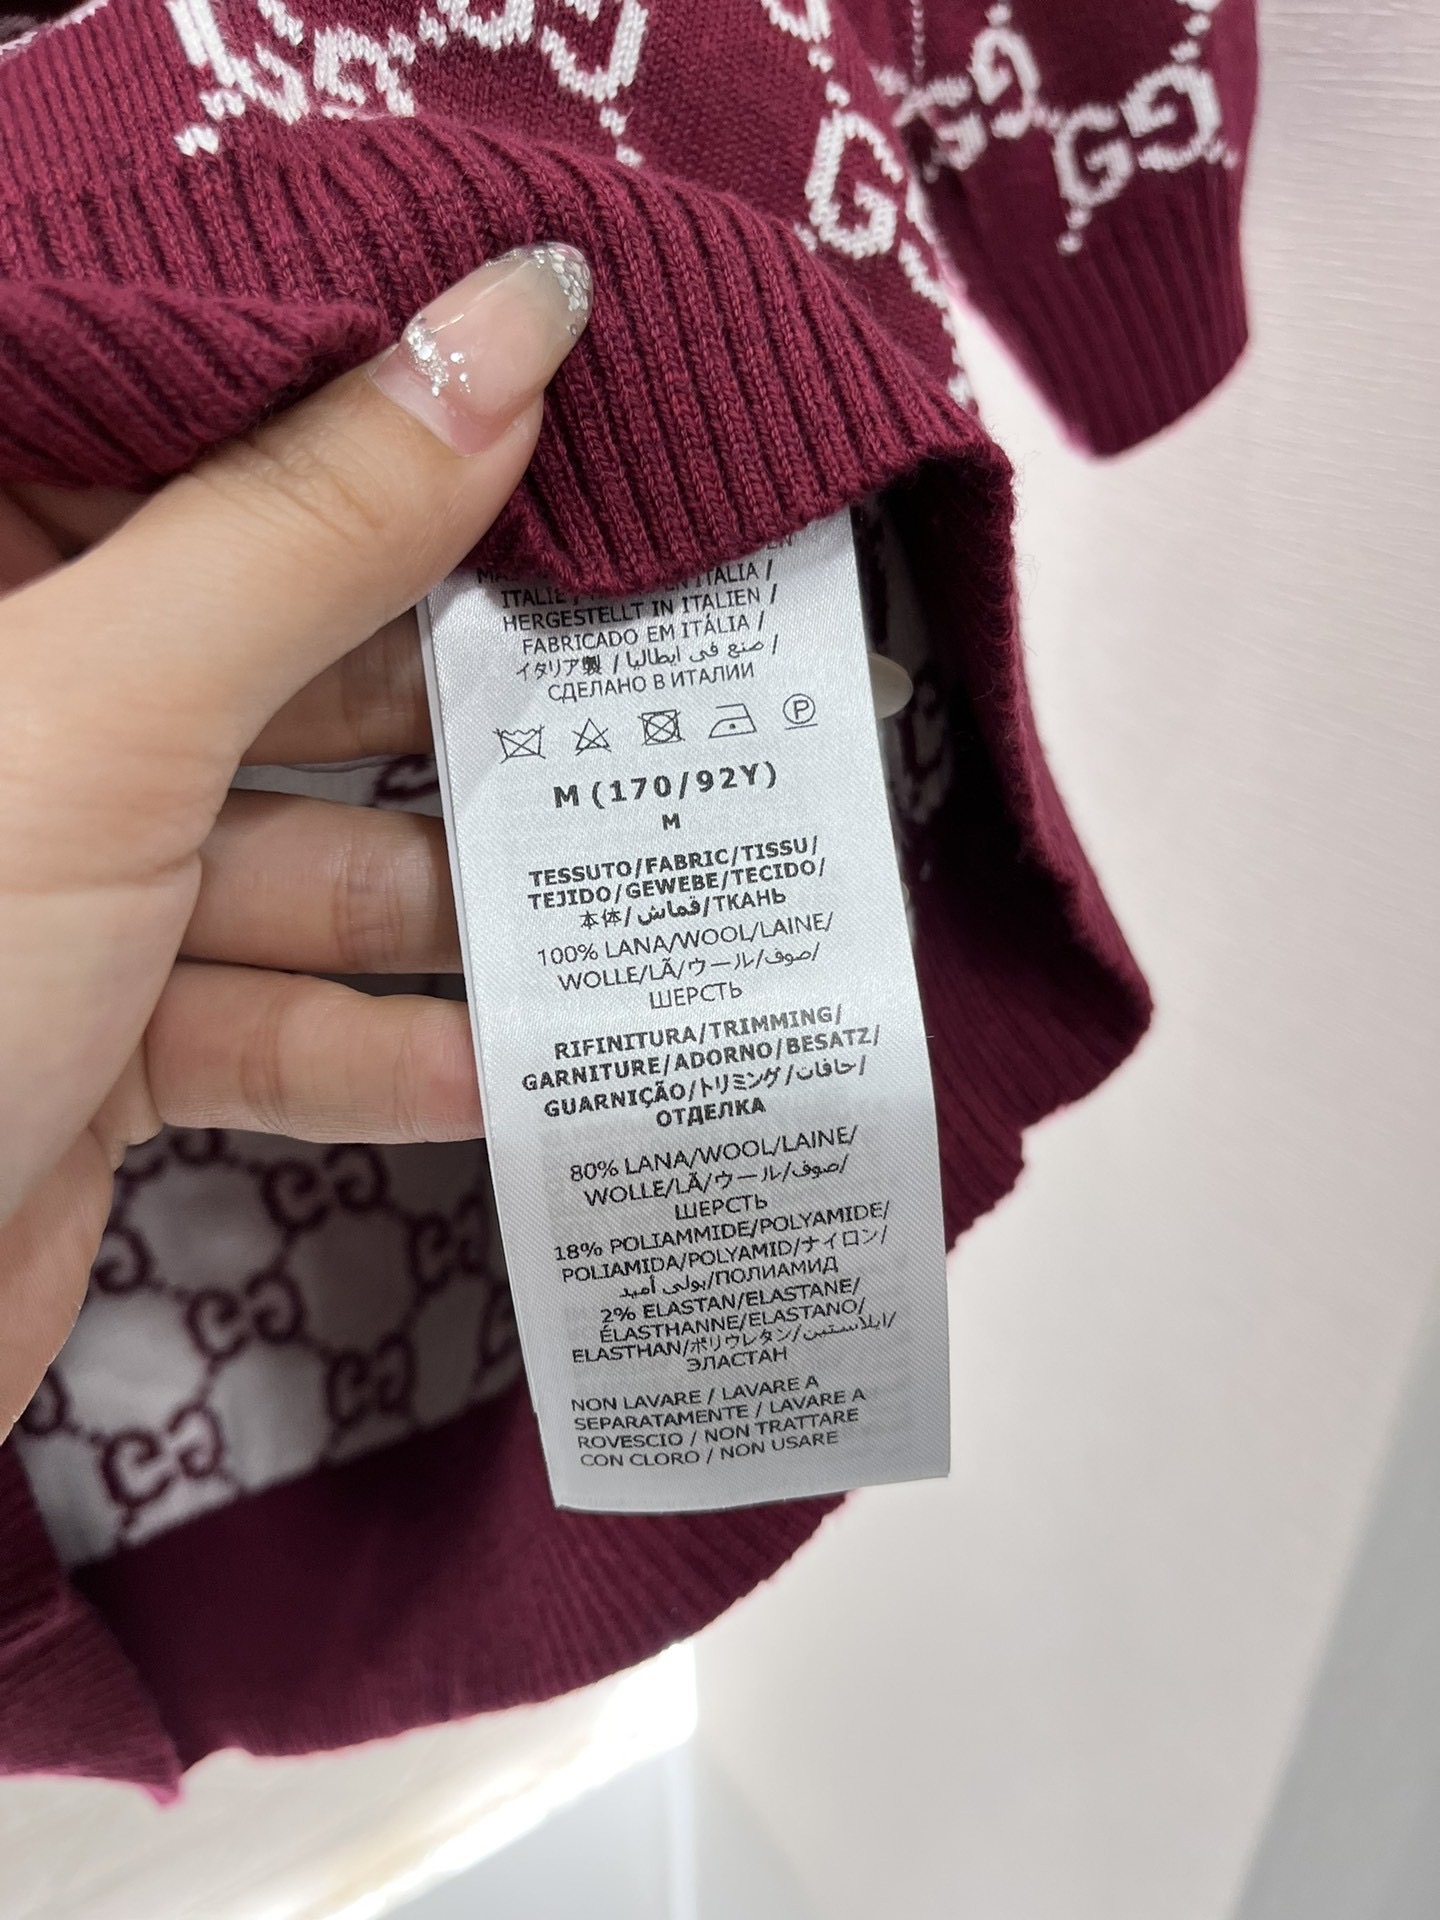 ITALIE /
EN ITALIA /
HERGESTELLT IN ITALIEN /
FABRICADO EM ITÁLIA /
イタリア製 / صنع في ايطاليا /
СДЕЛАНО В ИТАЛИИ
P
M (170/92Y)
M
TESSUTO/FABRIC/TISSU/
TEJIDO/GEWEBE/TECIDO/
本体/قماش/ТКАНЬ
100% LANA/WOOL/LAINE/
WOLLE/LÃ/ウール/صوف/
ШЕРСТЬ
RIFINITURA/TRIMMING/
GARNITURE/ADORNO/BESATZ/
GUARNIÇÃO/トリミング/حافات/
ОТДЕЛКА
80% LANA/WOOL/LAINE/
WOLLE/LÃ/ウール/صوف/
ШЕРСТЬ
18% POLIAMMIDE/POLYAMIDE/
POLIAMIDA/POLYAMID/ナイロン/
بولي أميد/ПОЛИАМИД
2% ELASTAN/ELASTANE/
ÉLASTHANNE/ELASTANO/
ELASTHAN/ポリウレタン/إيلاستين/
ЭЛАСТАН
NON LAVARE / LAVARE A
SEPARATAMENTE / LAVARE A
ROVESCIO / NON TRATTARE
CON CLORO / NON USARE